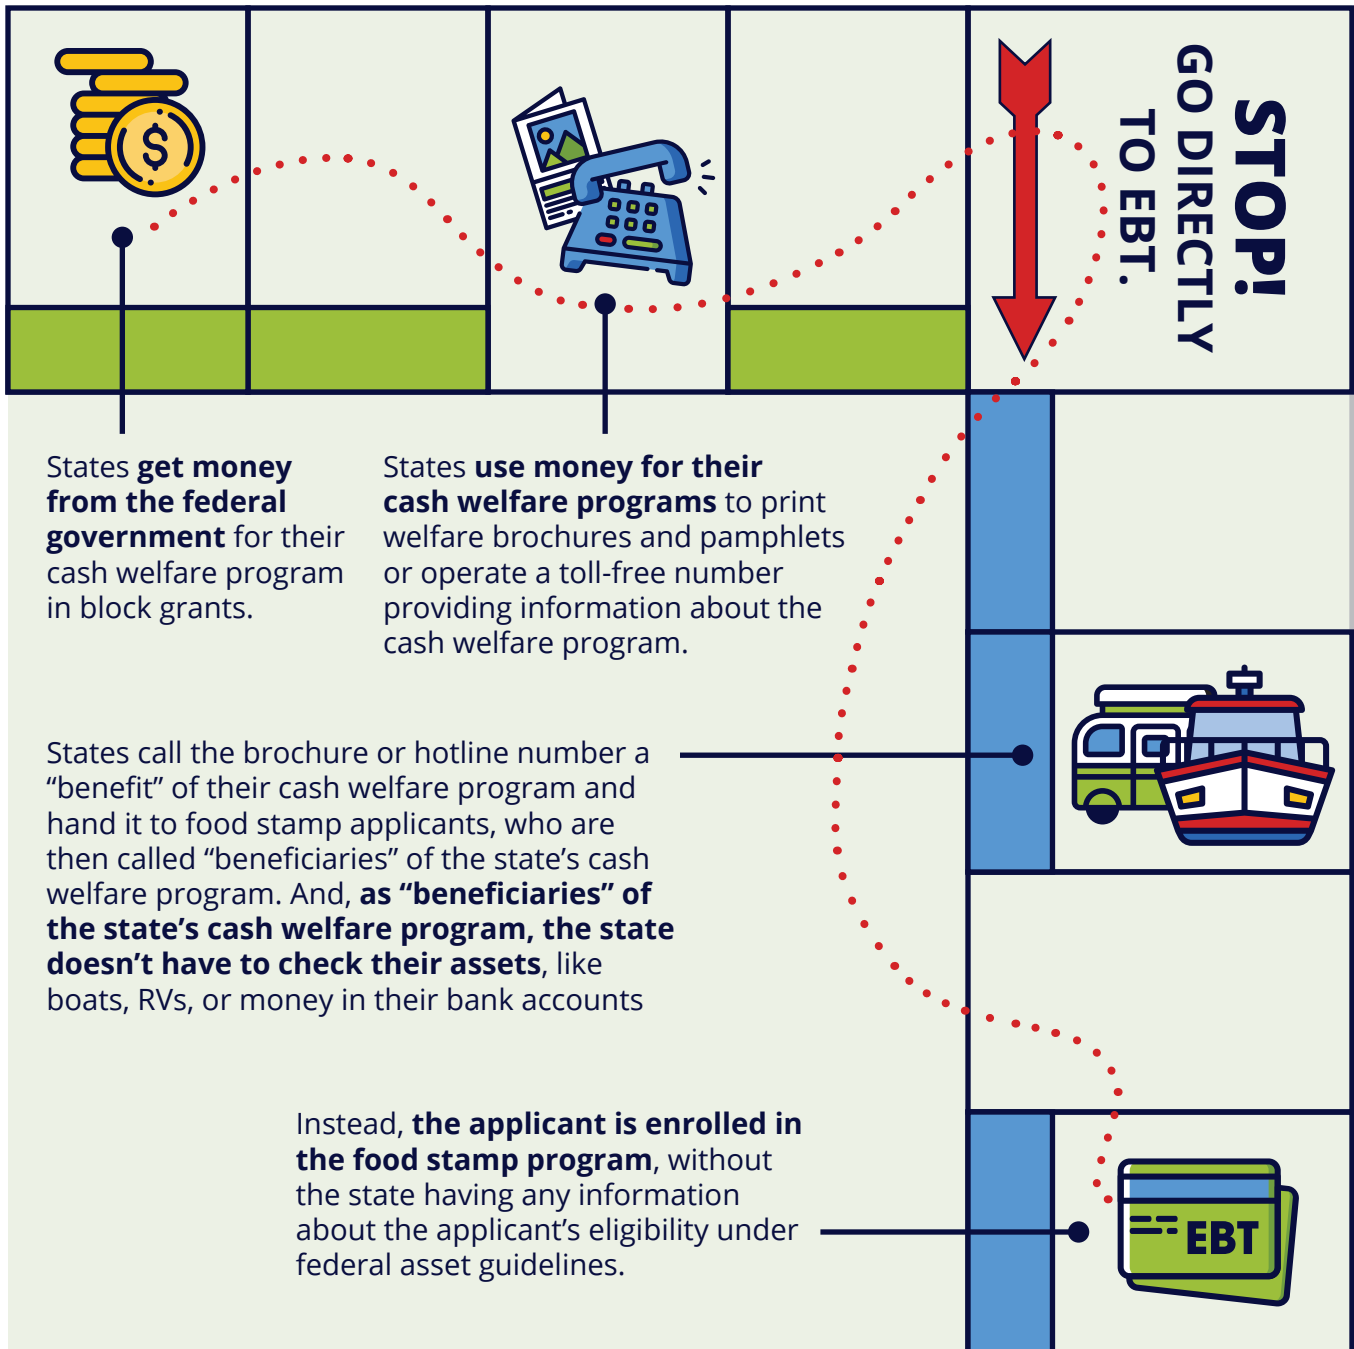 STOP!
GO DIRECTLY
TO EBT.
$
States get money
from the federal
government for their
cash welfare program
in block grants.
States use money for their
cash welfare programs to print
welfare brochures and pamphlets
or operate a toll-free number
providing information about the
cash welfare program.
States call the brochure or hotline number a
“benefit” of their cash welfare program and
hand it to food stamp applicants, who are
then called “beneficiaries” of the state’s cash
welfare program. And, as “beneficiaries” of
the state’s cash welfare program, the state
doesn’t have to check their assets, like
boats, RVs, or money in their bank accounts
Instead, the applicant is enrolled in
the food stamp program, without
the state having any information
about the applicant’s eligibility under
federal asset guidelines.
EBT